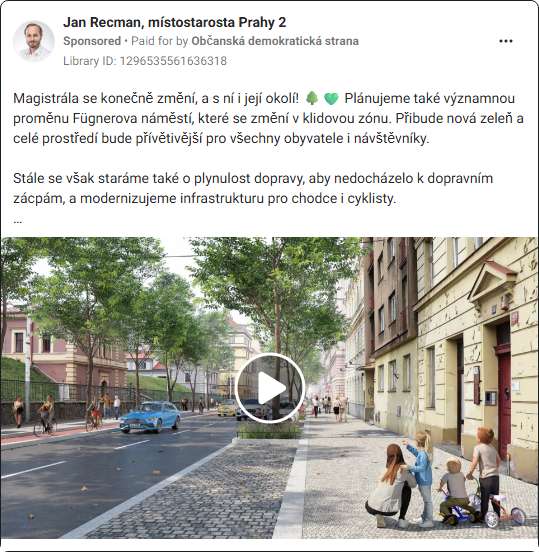 Jan Recman, místostarosta Prahy 2
Sponsored • Paid for by Občanská demokratická strana
Library ID: 1296535561636318
Magistrála se konečně změní, a s ní i její okolí! 🌳💚 Plánujeme také významnou
proměnu Fügnerova náměstí, které se změní v klidovou zónu. Přibude nová zeleň a
celé prostředí bude přívětivější pro všechny obyvatele i návštěvníky.
Stále se však staráme také o plynulost dopravy, aby nedocházelo k dopravním
zácpám, a modernizujeme infrastrukturu pro chodce i cyklisty.
...